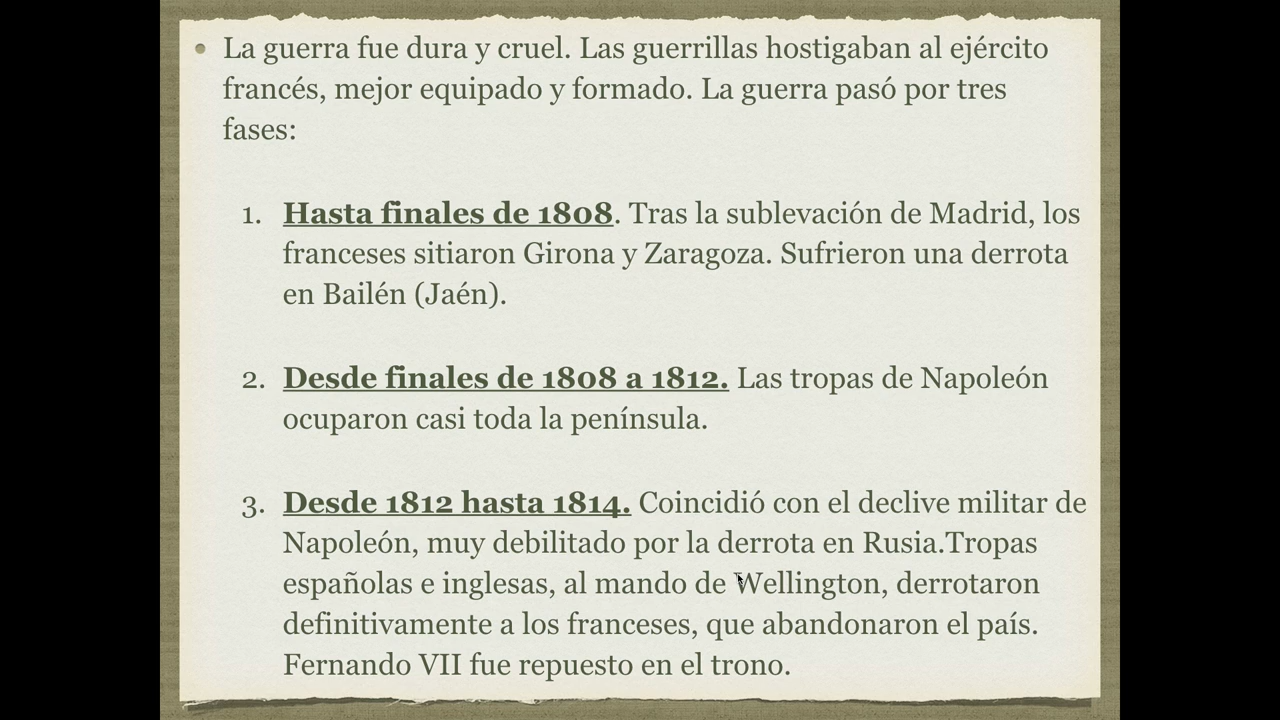 • La guerra fue dura y cruel. Las guerrillas hostigaban al ejército
francés, mejor equipado y formado. La guerra pasó por tres
fases:
1. Hasta finales de 1808. Tras la sublevación de Madrid, los
franceses sitiaron Girona y Zaragoza. Sufrieron una derrota
en Bailén (Jaén).
2. Desde finales de 1808 a 1812. Las tropas de Napoleón
ocuparon casi toda la península.
3. Desde 1812 hasta 1814. Coincidió con el declive militar de
Napoleón, muy debilitado por la derrota en Rusia.Tropas
españolas e inglesas, al mando de Wellington, derrotaron
definitivamente a los franceses, que abandonaron el país.
Fernando VII fue repuesto en el trono.